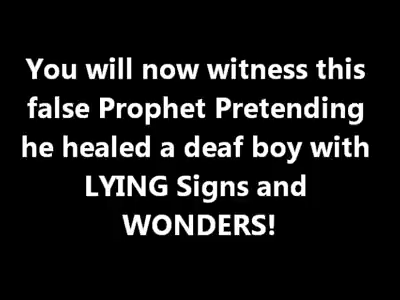 You will now witness this
false Prophet Pretending
he healed a deaf boy with
LYING Signs and
WONDERS!